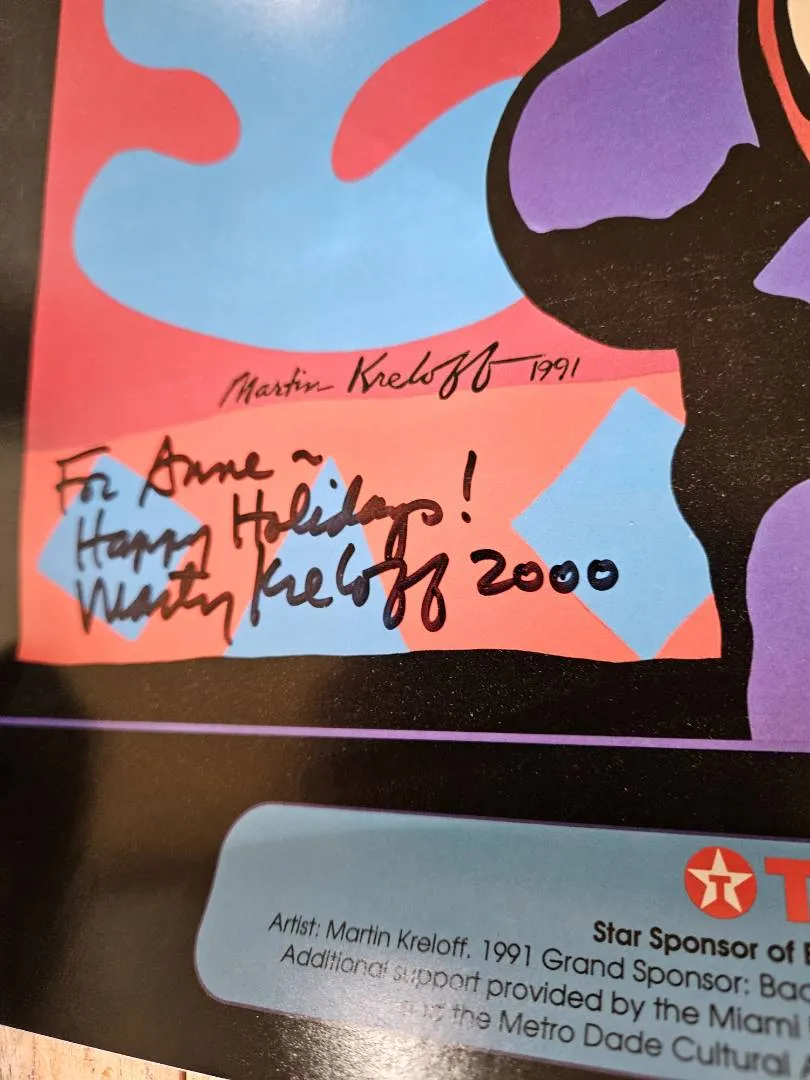 Martin Kreloff 1991
For Anne ~
Happy Holidays!
Marty Kreloff 2000
T T
Star Sponsor of
Artist: Martin Kreloff. 1991 Grand Sponsor:
Additional support provided by the Miami
the Metro Dade Cultural